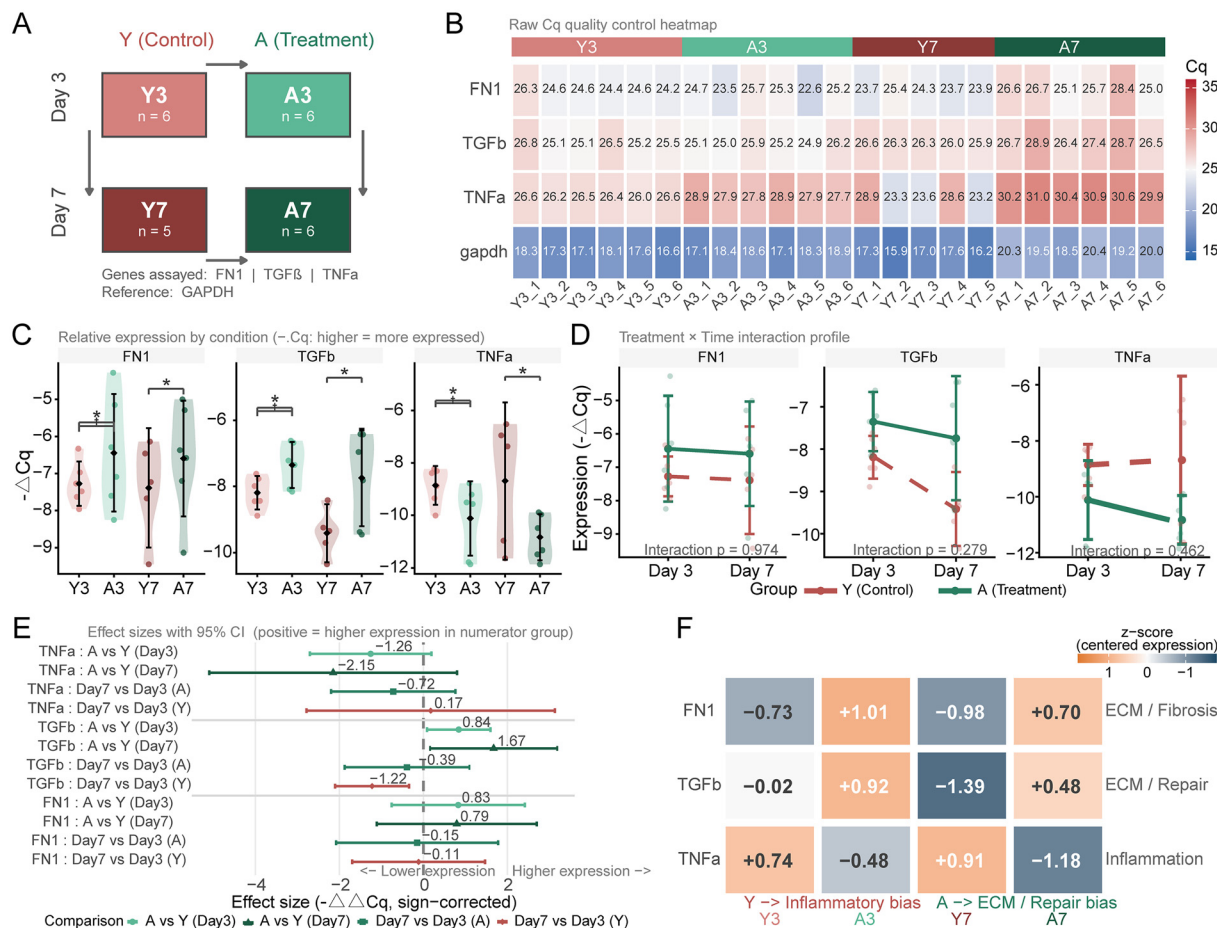 A
Y (Control) A (Treatment)
Day 3
Y3
n = 6
A3
n = 6
Day 7
Y7
n = 5
A7
n = 6
Genes assayed: FN1 | TGFß | TNFa
Reference: GAPDH
B
Raw Cq quality control heatmap
Y3 A3 Y7 A7
FN1 26.3 24.6 24.6 24.4 24.6 24.2 24.7 23.5 25.7 25.3 22.6 25.2 23.7 25.4 24.3 23.7 23.9 26.6 26.7 25.1 25.7 28.4 25.0
TGFb 26.8 25.1 25.1 26.5 25.2 25.2 25.1 25.0 25.9 25.2 24.9 26.2 26.6 26.3 26.3 26.0 25.9 26.7 28.9 26.4 27.4 28.7 26.5
TNFa 26.6 26.2 26.2 26.4 26.0 26.6 28.9 27.9 27.8 28.9 27.9 27.7 28.9 23.3 23.6 28.6 23.2 30.2 31.0 30.4 30.9 30.6 29.9
gapdh 18.3 17.3 17.1 18.1 17.6 16.6 17.1 18.4 17.1 17.1 18.3 18.9 17.3 15.9 17.0 17.6 16.2 20.3 19.5 18.5 20.4 19.2 20.0
Y3_1 Y3_2 Y3_3 Y3_4 Y3_5 Y3_6 A3_1 A3_2 A3_3 A3_4 A3_5 A3_6 Y7_1 Y7_2 Y7_3 Y7_4 Y7_5 A7_1 A7_2 A7_3 A7_4 A7_5 A7_6
Cq
35
30
25
20
15
C
Relative expression by condition (−.Cq: higher = more expressed)
FN1 TGFb TNFa
-△Cq
−5
−6
−7
−8
−9
* ‡ *
−6
−8
−10
* ‡ *
−6
−8
−10
−12
* ‡ *
Y3 A3 Y7 A7 Y3 A3 Y7 A7 Y3 A3 Y7 A7
D
Treatment × Time interaction profile
FN1 TGFb TNFa
Expression (-△Cq)
−5
−6
−7
−8
−9
−7
−8
−9
−10
−6
−8
−10
−12
Interaction p = 0.974
Interaction p = 0.279
Interaction p = 0.462
Day 3 Day 7 Day 3 Day 7 Day 3 Day 7
Group Y (Control) A (Treatment)
E
Effect sizes with 95% CI (positive = higher expression in numerator group)
TNFa : A vs Y (Day3) −1.26
TNFa : A vs Y (Day7) −2.15
TNFa : Day7 vs Day3 (A) −0.72
TNFa : Day7 vs Day3 (Y) 0.17
TGFb : A vs Y (Day3) 0.84
TGFb : A vs Y (Day7) 1.67
TGFb : Day7 vs Day3 (A) −0.39
TGFb : Day7 vs Day3 (Y) −1.22
FN1 : A vs Y (Day3) 0.83
FN1 : A vs Y (Day7) 0.79
FN1 : Day7 vs Day3 (A) −0.15
FN1 : Day7 vs Day3 (Y) −0.11
<− Lower expression Higher expression −>
−4 −2 0 2
Effect size (-△△Cq, sign-corrected)
Comparison A vs Y (Day3) A vs Y (Day7) Day7 vs Day3 (A) Day7 vs Day3 (Y)
F
z−score
(centered expression)
1 0 −1
FN1 −0.73 +1.01 −0.98 +0.70 ECM / Fibrosis
TGFb −0.02 +0.92 −1.39 +0.48 ECM / Repair
TNFa +0.74 −0.48 +0.91 −1.18 Inflammation
Y −> Inflammatory bias A −> ECM / Repair bias
Y3 A3 Y7 A7